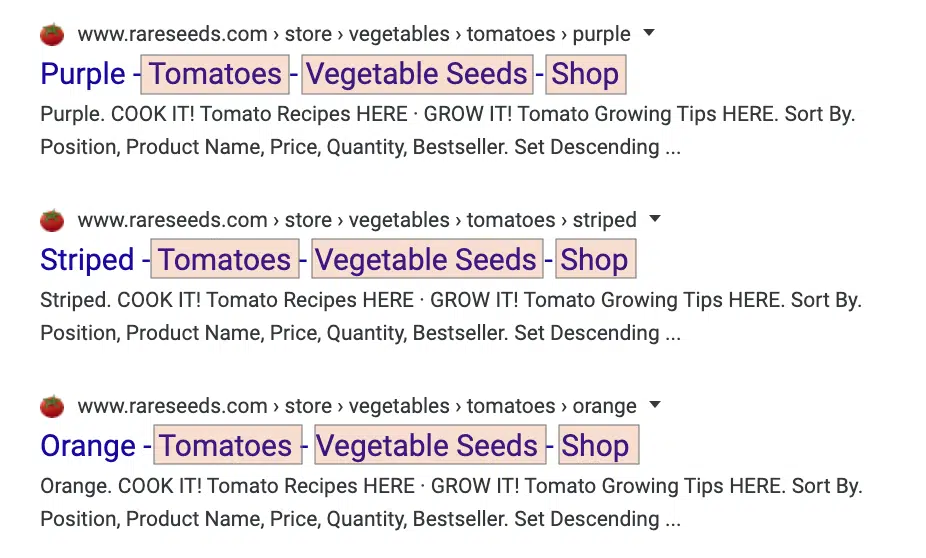 www.rareseeds.com › store › vegetables › tomatoes › purple
Purple - Tomatoes - Vegetable Seeds - Shop
Purple. COOK IT! Tomato Recipes HERE · GROW IT! Tomato Growing Tips HERE. Sort By.
Position, Product Name, Price, Quantity, Bestseller. Set Descending ...
www.rareseeds.com › store › vegetables › tomatoes › striped
Striped - Tomatoes - Vegetable Seeds - Shop
Striped. COOK IT! Tomato Recipes HERE · GROW IT! Tomato Growing Tips HERE. Sort By.
Position, Product Name, Price, Quantity, Bestseller. Set Descending ...
www.rareseeds.com › store › vegetables › tomatoes › orange
Orange - Tomatoes - Vegetable Seeds - Shop
Orange. COOK IT! Tomato Recipes HERE · GROW IT! Tomato Growing Tips HERE. Sort By.
Position, Product Name, Price, Quantity, Bestseller. Set Descending ...